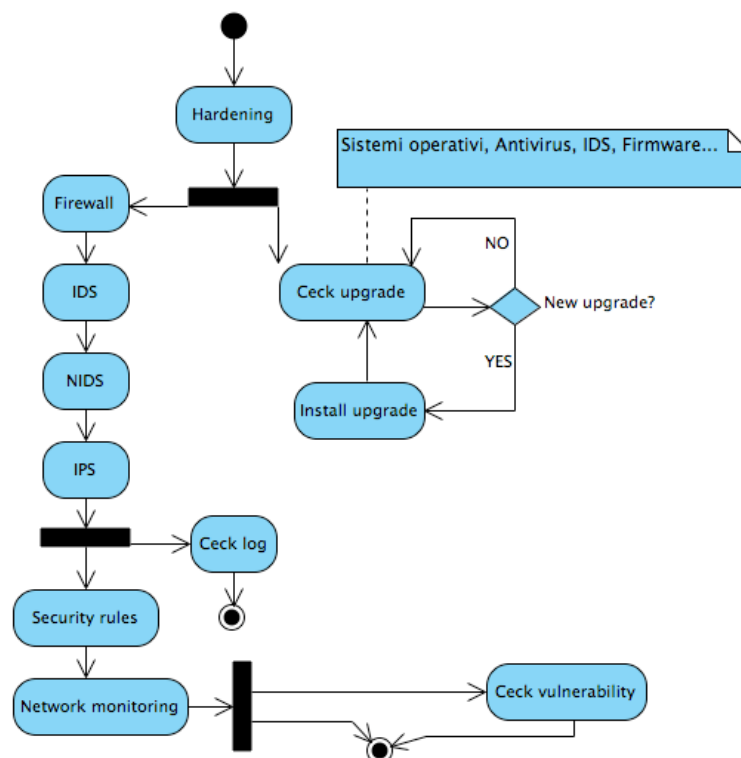 Hardening
Sistemi operativi, Antivirus, IDS, Firmware...
Firewall
NO
IDS
Ceck upgrade
New upgrade?
YES
NIDS
Install upgrade
IPS
Ceck log
Security rules
Ceck vulnerability
Network monitoring